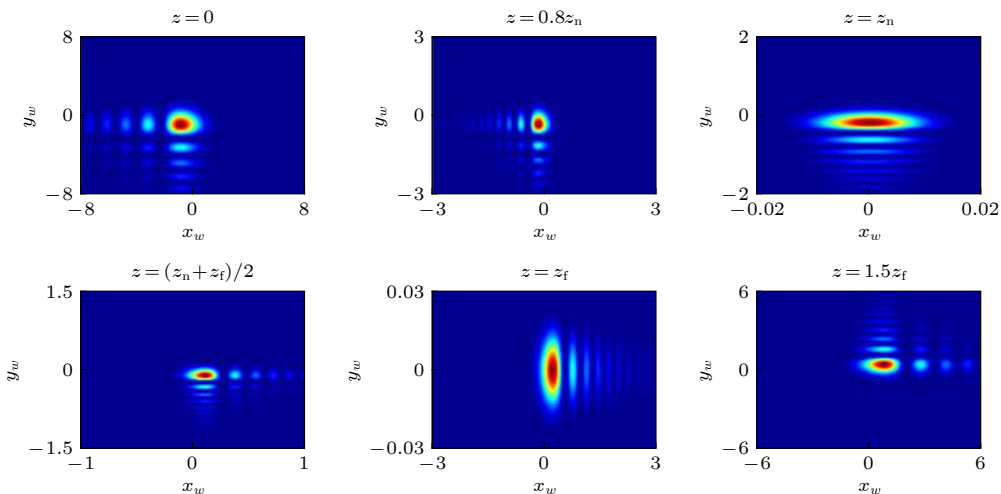 z = 0
8
0
−8
y_w
−8
0
8
x_w
z = 0.8z_n
3
0
−3
y_w
−3
0
3
x_w
z = z_n
2
0
−2
y_w
−0.02
0
0.02
x_w
z = (z_n + z_f)/2
1.5
0
−1.5
y_w
−1
0
1
x_w
z = z_f
0.03
0
−0.03
y_w
−3
0
3
x_w
z = 1.5z_f
6
0
−6
y_w
−6
0
6
x_w